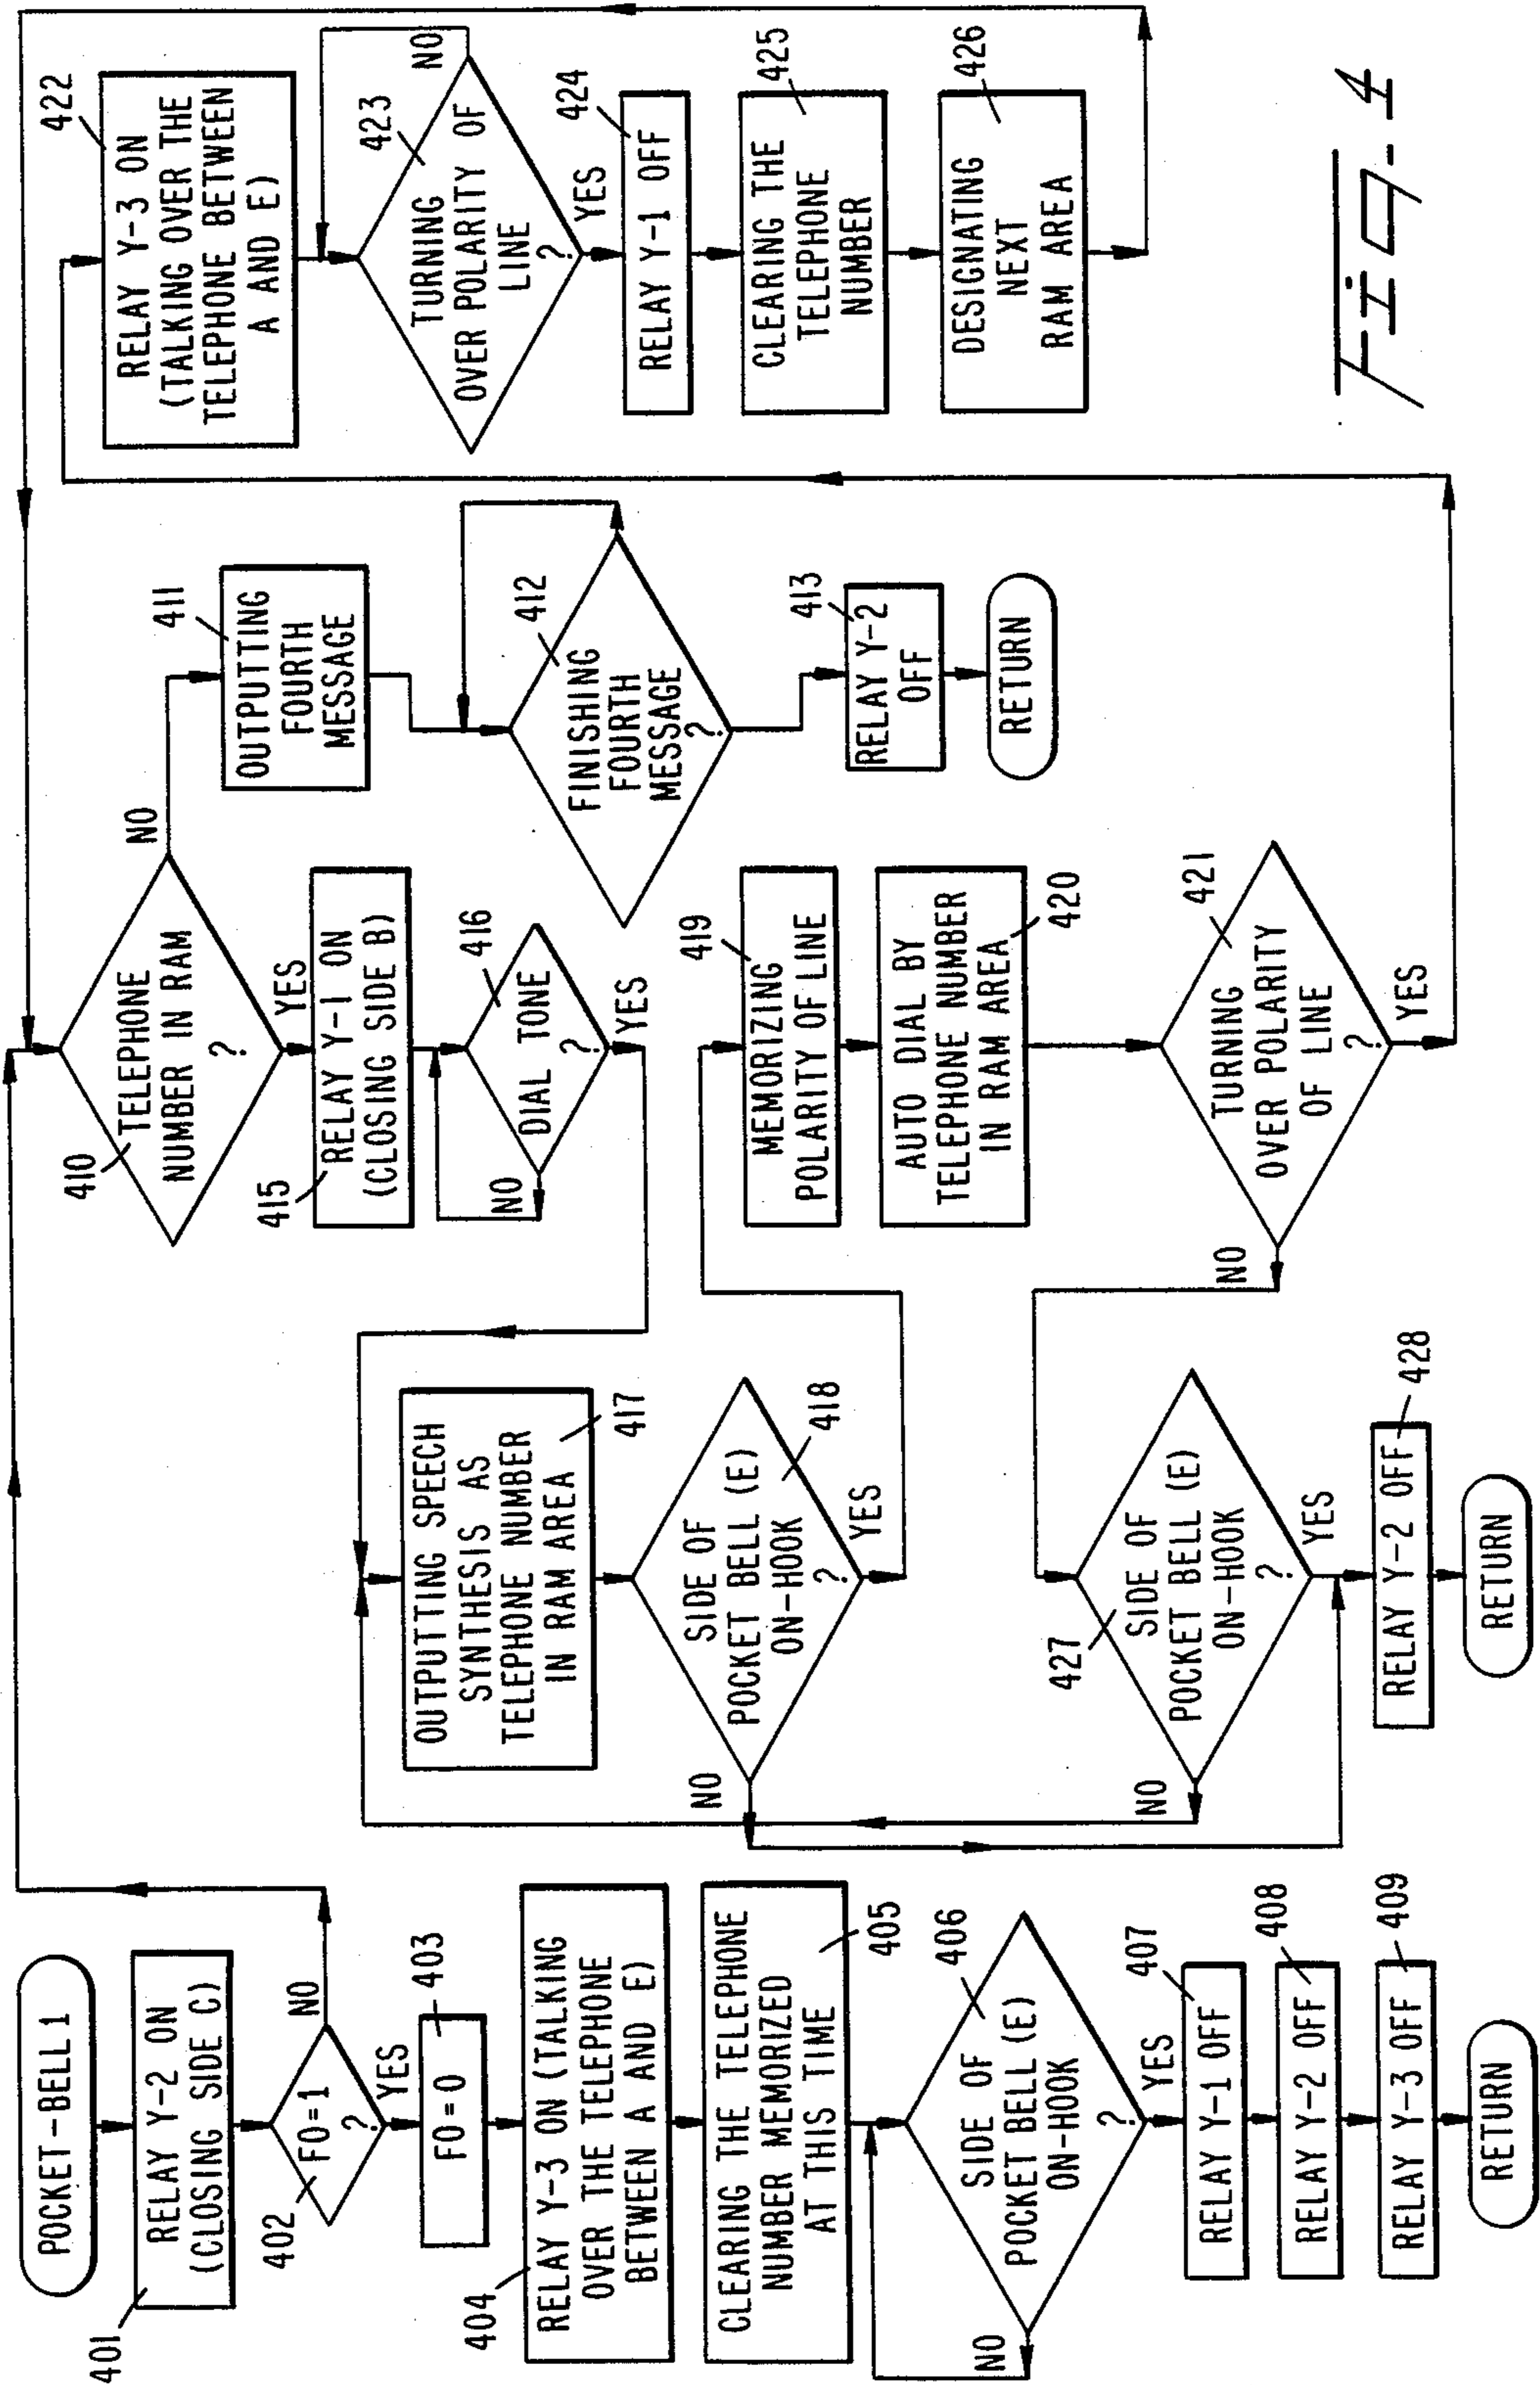 POCKET-BELL 1
401
RELAY Y-2 ON
(CLOSING SIDE C)
402
F0=1
?
NO
YES
403
F0=0
404
RELAY Y-3 ON (TALKING
OVER THE TELEPHONE
BETWEEN A AND E)
CLEARING THE TELEPHONE
NUMBER MEMORIZED
AT THIS TIME
405
406
SIDE OF
POCKET BELL (E)
ON-HOOK
?
NO
YES
407
RELAY Y-1 OFF
408
RELAY Y-2 OFF
409
RELAY Y-3 OFF
RETURN
OUTPUTTING SPEECH
SYNTHESIS AS
TELEPHONE NUMBER
IN RAM AREA
417
SIDE OF
POCKET BELL (E)
ON-HOOK
?
418
NO
YES
427
SIDE OF
POCKET BELL (E)
ON-HOOK
?
NO
YES
428
RELAY Y-2 OFF
RETURN
410
TELEPHONE
NUMBER IN RAM
?
NO
YES
415
RELAY Y-1 ON
(CLOSING SIDE B)
416
DIAL TONE
?
NO
YES
419
MEMORIZING
POLARITY OF LINE
AUTO DIAL BY
TELEPHONE NUMBER
IN RAM AREA
420
421
TURNING
OVER POLARITY
OF LINE
?
NO
YES
411
OUTPUTTING
FOURTH
MESSAGE
412
FINISHING
FOURTH
MESSAGE
?
413
RELAY Y-2
OFF
RETURN
422
RELAY Y-3 ON
(TALKING OVER THE
TELEPHONE BETWEEN
A AND E)
423
TURNING
OVER POLARITY OF
LINE
?
NO
YES
424
RELAY Y-1 OFF
425
CLEARING THE
TELEPHONE
NUMBER
426
DESIGNATING
NEXT
RAM AREA
Fig-4